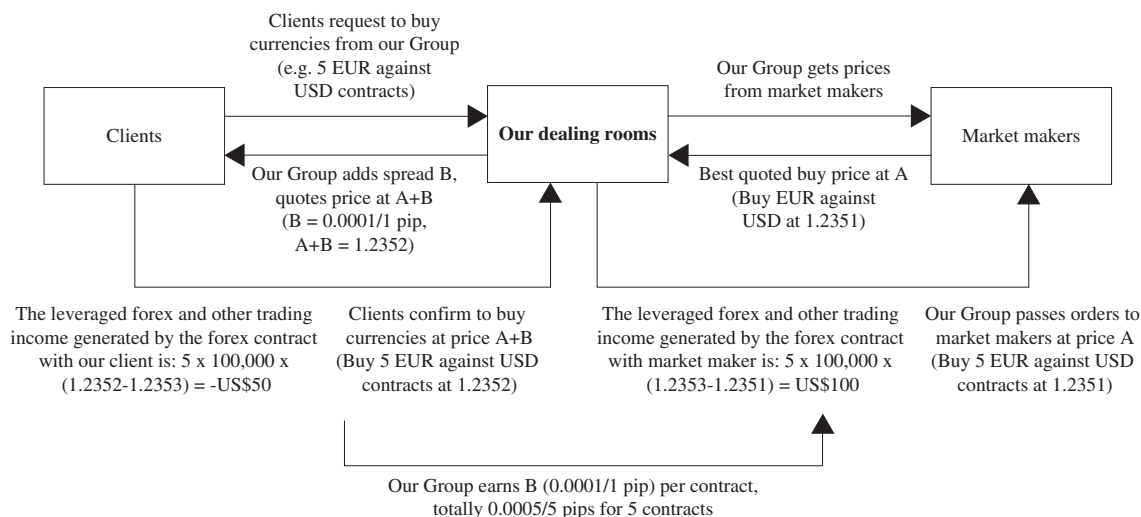 Clients request to buy
currencies from our Group
(e.g. 5 EUR against
USD contracts)
Our Group gets prices
from market makers
Clients
Our dealing rooms
Market makers
Our Group adds spread B,
quotes price at A+B
(B = 0.0001/1 pip,
A+B = 1.2352)
Best quoted buy price at A
(Buy EUR against
USD at 1.2351)
The leveraged forex and other trading
income generated by the forex contract
with our client is: 5 x 100,000 x
(1.2352-1.2353) = -US$50
Clients confirm to buy
currencies at price A+B
(Buy 5 EUR against USD
contracts at 1.2352)
The leveraged forex and other trading
income generated by the forex contract
with market maker is: 5 x 100,000 x
(1.2353-1.2351) = US$100
Our Group passes orders to
market makers at price A
(Buy 5 EUR against USD
contracts at 1.2351)
Our Group earns B (0.0001/1 pip) per contract,
totally 0.0005/5 pips for 5 contracts